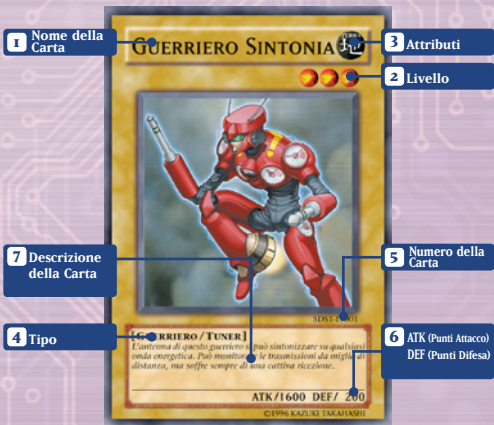 1 Nome della
Carta
GUERRIERO SINTONIA
3 Attributi
2 Livello
7 Descrizione
della Carta
5 Numero della
Carta
4 Tipo
[GUERRIERO/TUNER]
L'antenna di questo guerriero si può sintonizzare su qualsiasi
onda energetica. Può monitorare le trasmissioni da miglia di
distanza, ma soffre sempre di una cattiva ricezione.
6 ATK (Punti Attacco)
DEF (Punti Difesa)
ATK/1600 DEF/ 200
©1996 KAZUKI TAKAHASHI